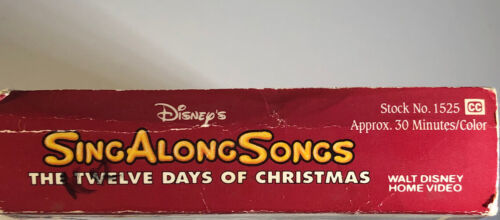 Disney's
Stock No. 1525 CC
Approx. 30 Minutes/Color
SING ALONG SONGS
THE TWELVE DAYS OF CHRISTMAS
WALT DISNEY
HOME VIDEO